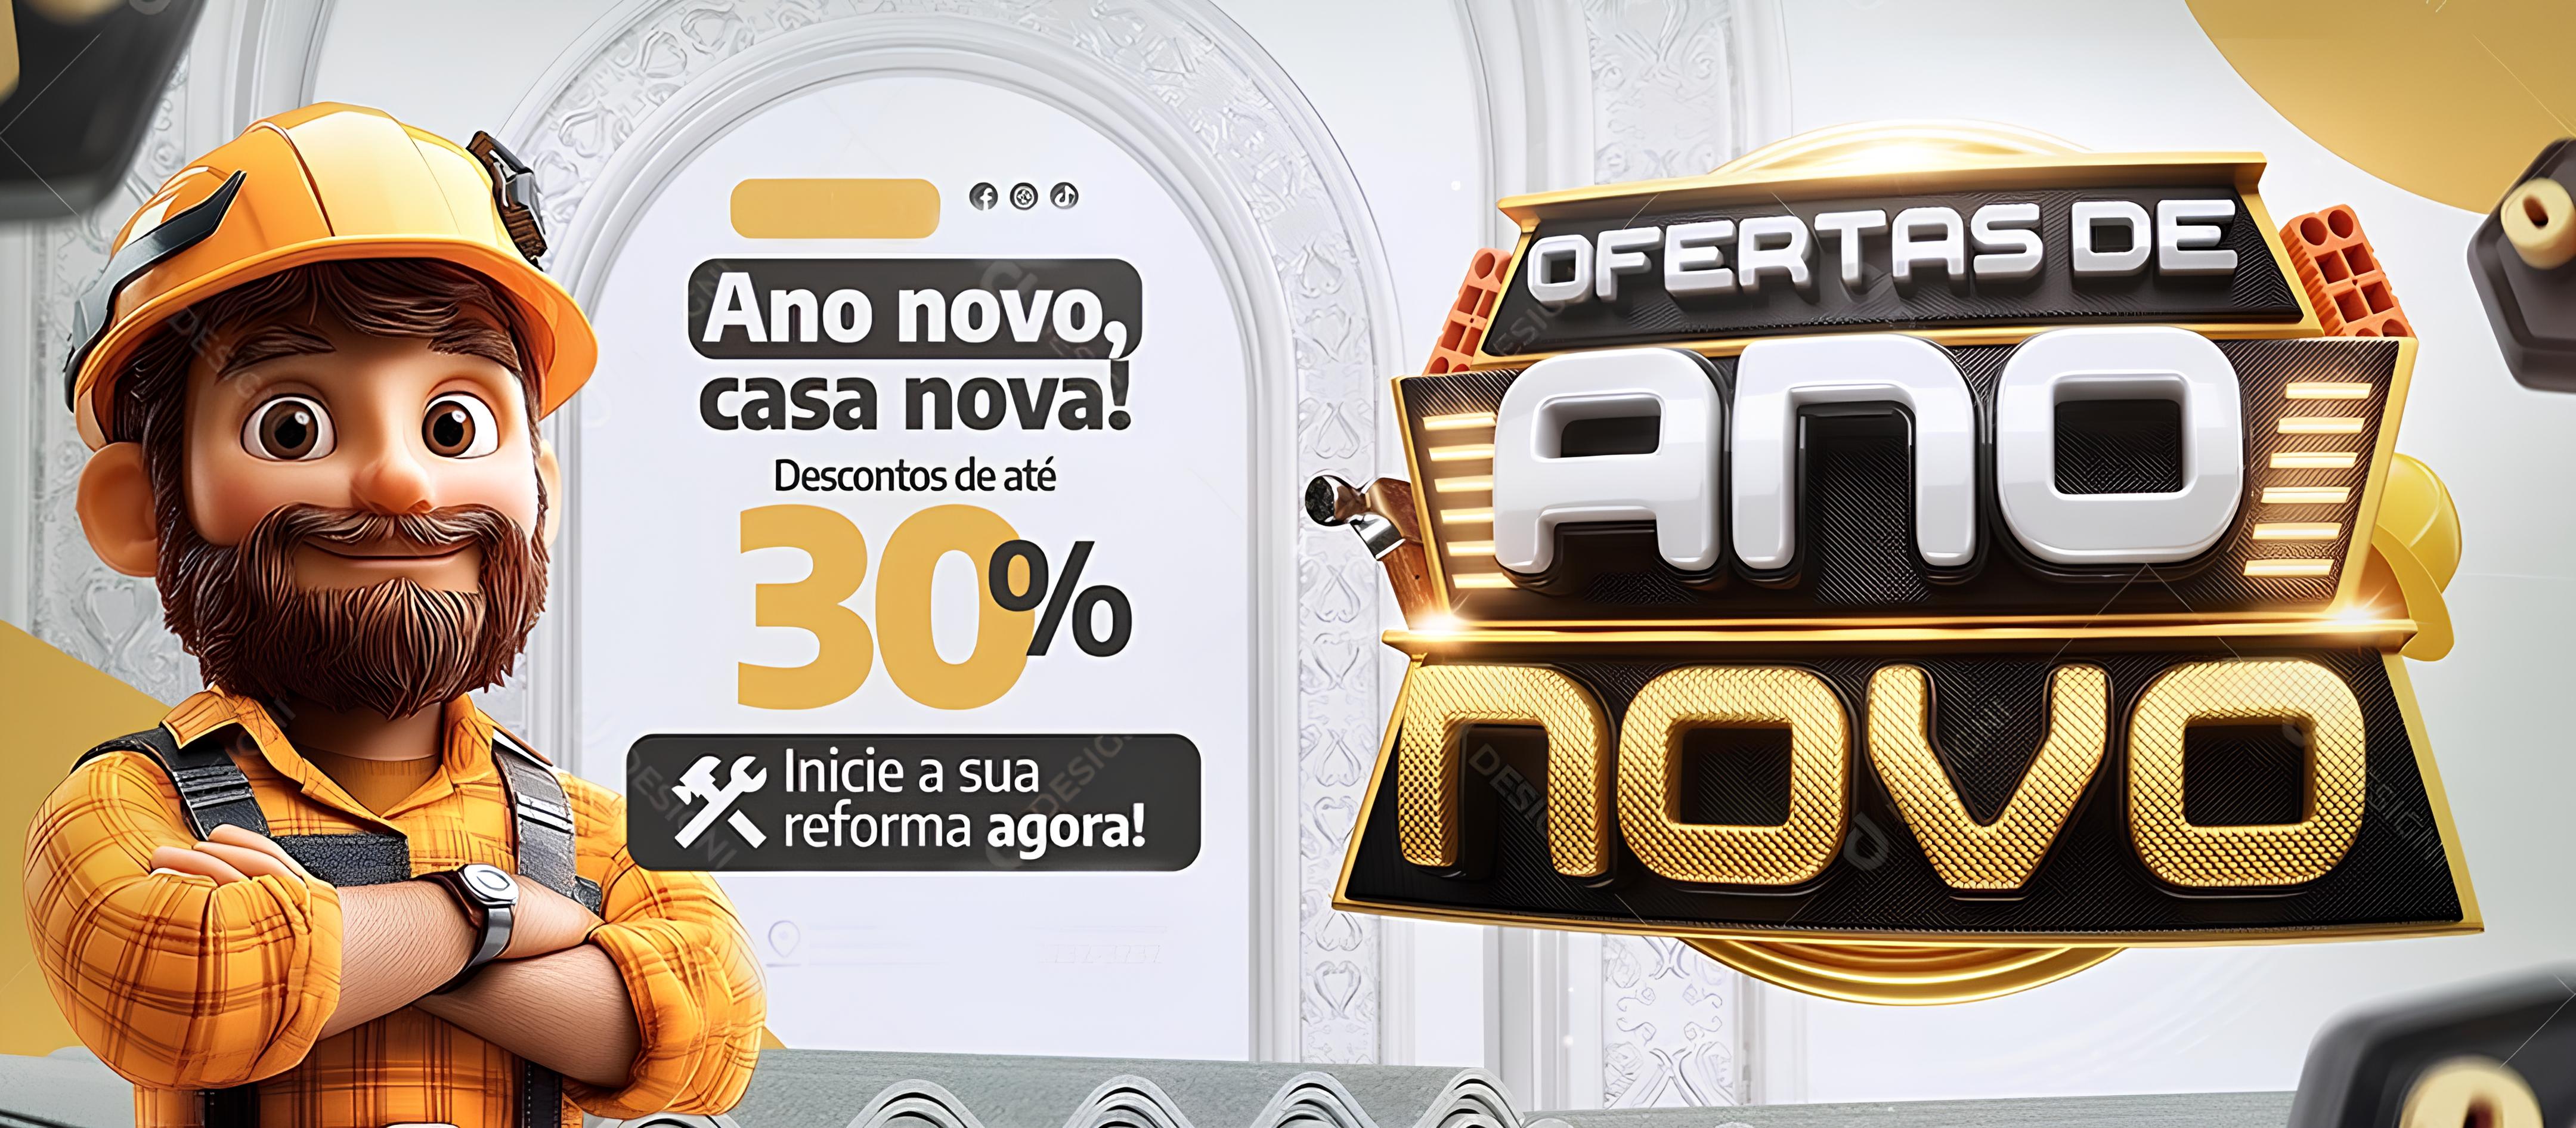 Ano novo,
casa nova!
Descontos de até
30%
Inicie a sua
reforma agora!
OFERTAS DE
ANO
NOVO